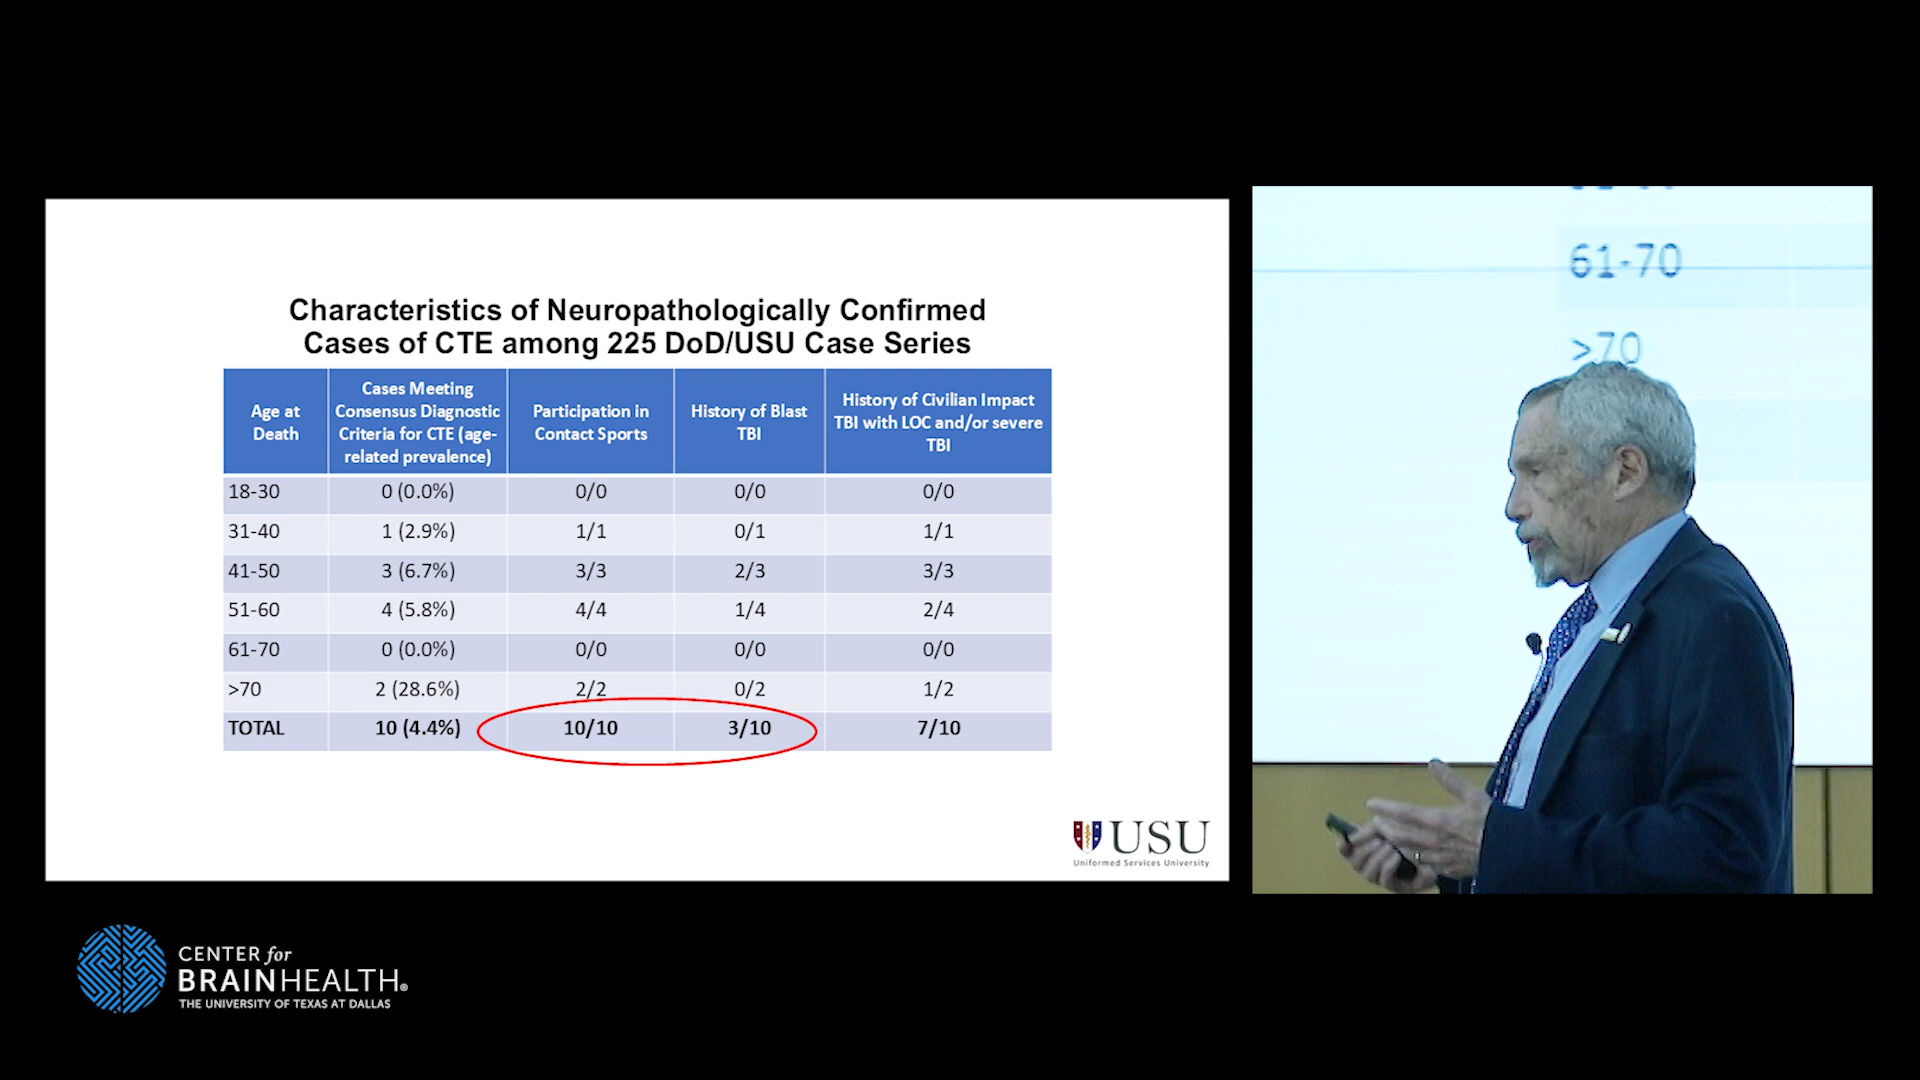 Characteristics of Neuropathologically Confirmed
Cases of CTE among 225 DoD/USU Case Series
Age at
Death
Cases Meeting
Consensus Diagnostic
Criteria for CTE (age-
related prevalence)
Participation in
Contact Sports
History of Blast
TBI
History of Civilian Impact
TBI with LOC and/or severe
TBI
18-30 0 (0.0%) 0/0 0/0 0/0
31-40 1 (2.9%) 1/1 0/1 1/1
41-50 3 (6.7%) 3/3 2/3 3/3
51-60 4 (5.8%) 4/4 1/4 2/4
61-70 0 (0.0%) 0/0 0/0 0/0
>70 2 (28.6%) 2/2 0/2 1/2
TOTAL 10 (4.4%) 10/10 3/10 7/10
USU
Uniformed Services University
61-70
>70
CENTER for
BRAINHEALTH®
THE UNIVERSITY OF TEXAS AT DALLAS